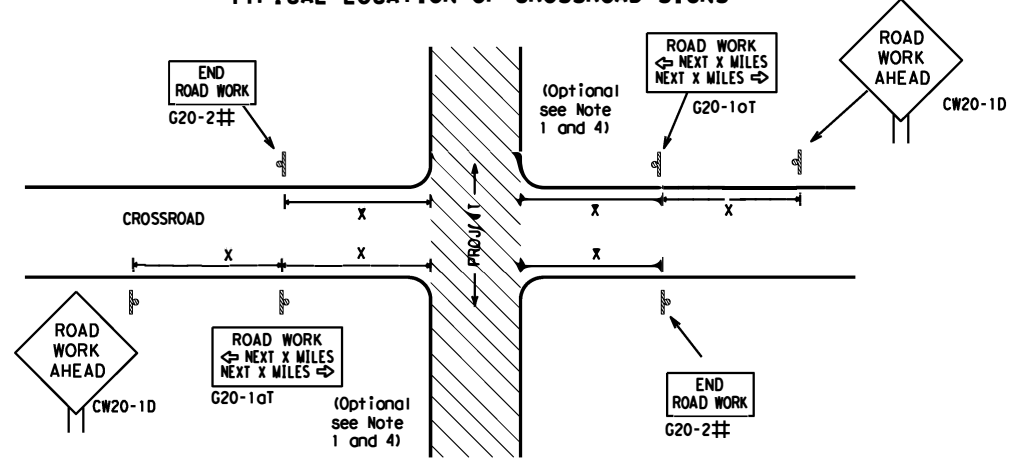 TYPICAL LOCATION OF CROSSROAD SIGNS
END
ROAD WORK
G20-2‡‡
(Optional
see Note
1 and 4)
ROAD WORK
⇦ NEXT X MILES
NEXT X MILES ⇨
G20-1aT
ROAD
WORK
AHEAD
CW20-1D
CROSSROAD
X
X
X
X
X
X
ROAD
WORK
AHEAD
CW20-1D
ROAD WORK
⇦ NEXT X MILES
NEXT X MILES ⇨
G20-1aT
(Optional
see Note
1 and 4)
END
ROAD WORK
G20-2‡‡